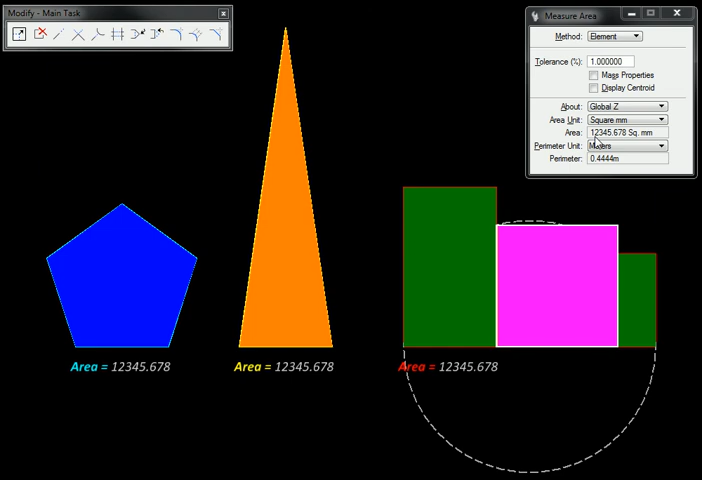 Modify - Main Task
Measure Area
Method: Element
Tolerance (%): 1.000000
Mass Properties
Display Centroid
About: Global Z
Area Unit: Square mm
Area: 12345.678 Sq. mm
Perimeter Unit: Meters
Perimeter: 0.4444m
Area = 12345.678
Area = 12345.678
Area = 12345.678